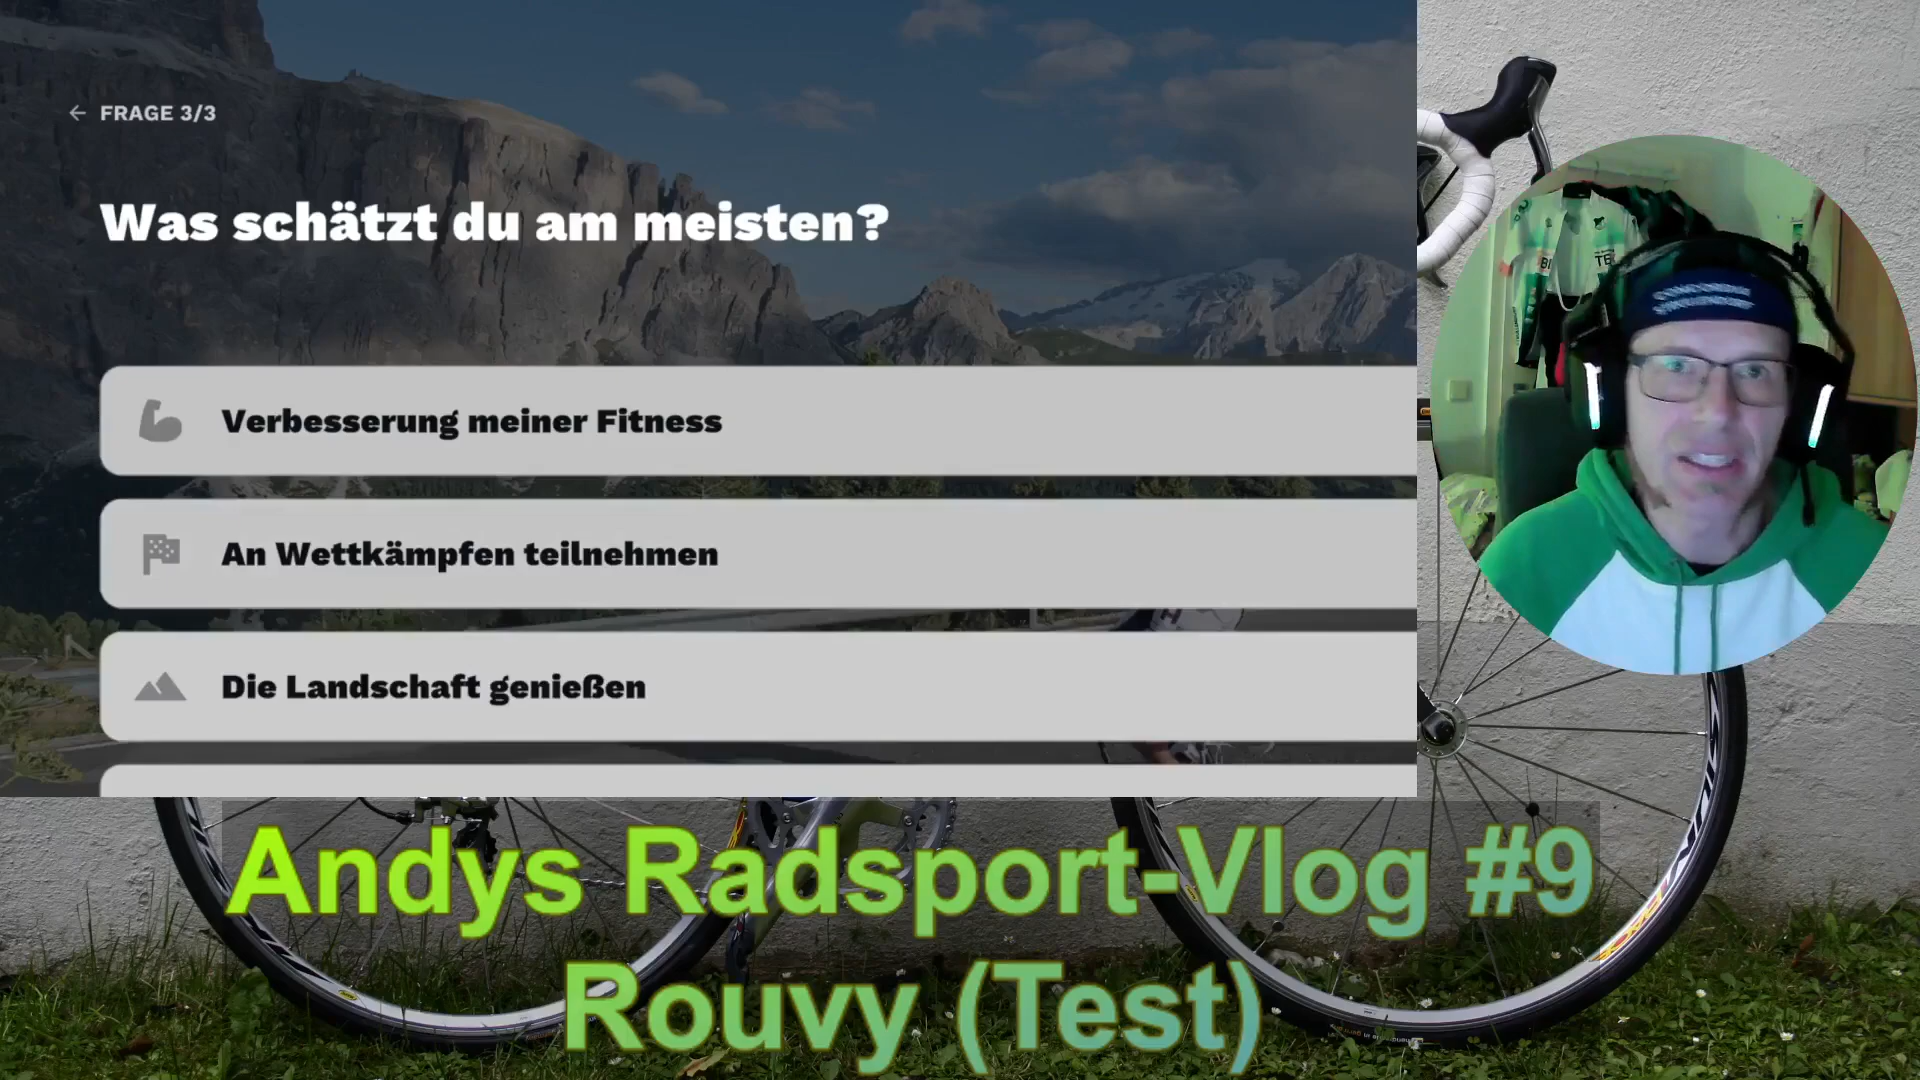 ← FRAGE 3/3
Was schätzt du am meisten?
Verbesserung meiner Fitness
An Wettkämpfen teilnehmen
Die Landschaft genießen
Andys Radsport-Vlog #9
Rouvy (Test)